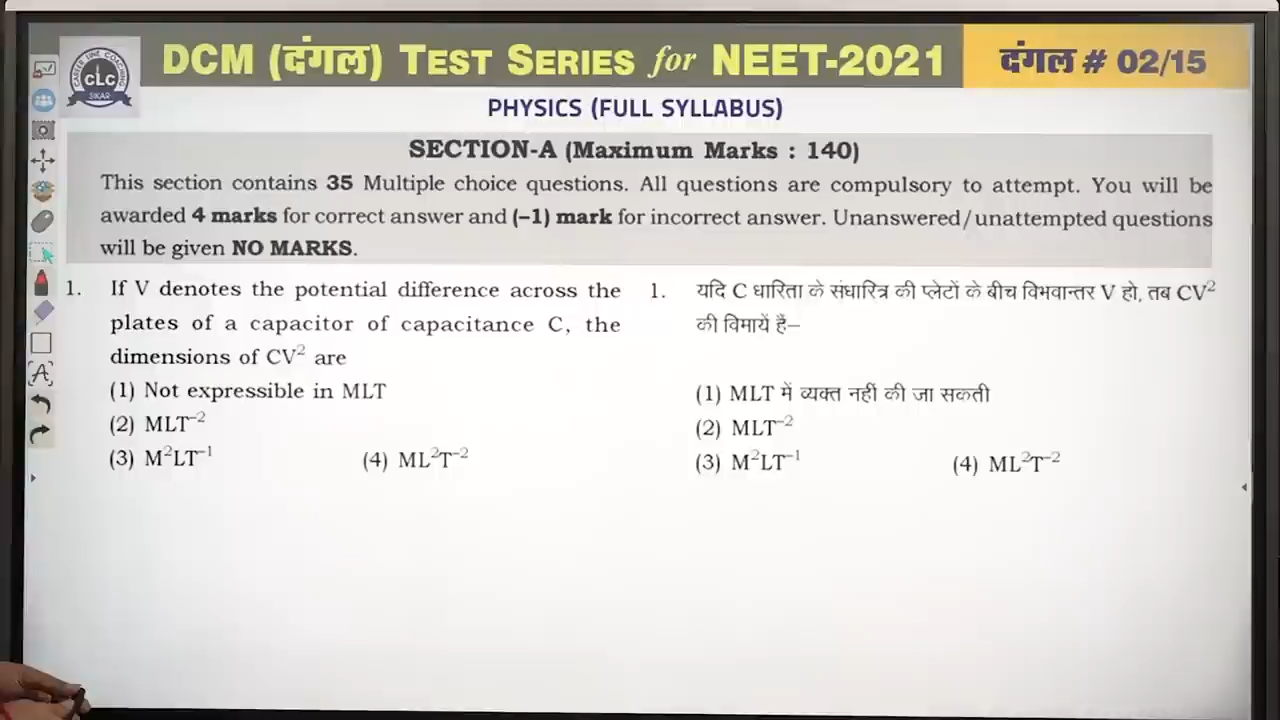 DCM (दंगल) TEST SERIES for NEET-2021
दंगल # 02/15
CAREER LINE COACHING
CLC
SIKAR
PHYSICS (FULL SYLLABUS)
SECTION-A (Maximum Marks : 140)
This section contains 35 Multiple choice questions. All questions are compulsory to attempt. You will be
awarded 4 marks for correct answer and (–1) mark for incorrect answer. Unanswered/unattempted questions
will be given NO MARKS.
1. If V denotes the potential difference across the
plates of a capacitor of capacitance C, the
dimensions of CV² are
(1) Not expressible in MLT
(2) MLT⁻²
(3) M²LT⁻¹ (4) ML²T⁻²
1. यदि C धारिता के संधारित्र की प्लेटों के बीच विभवान्तर V हो, तब CV²
की विमायें हैं–
(1) MLT में व्यक्त नहीं की जा सकती
(2) MLT⁻²
(3) M²LT⁻¹ (4) ML²T⁻²